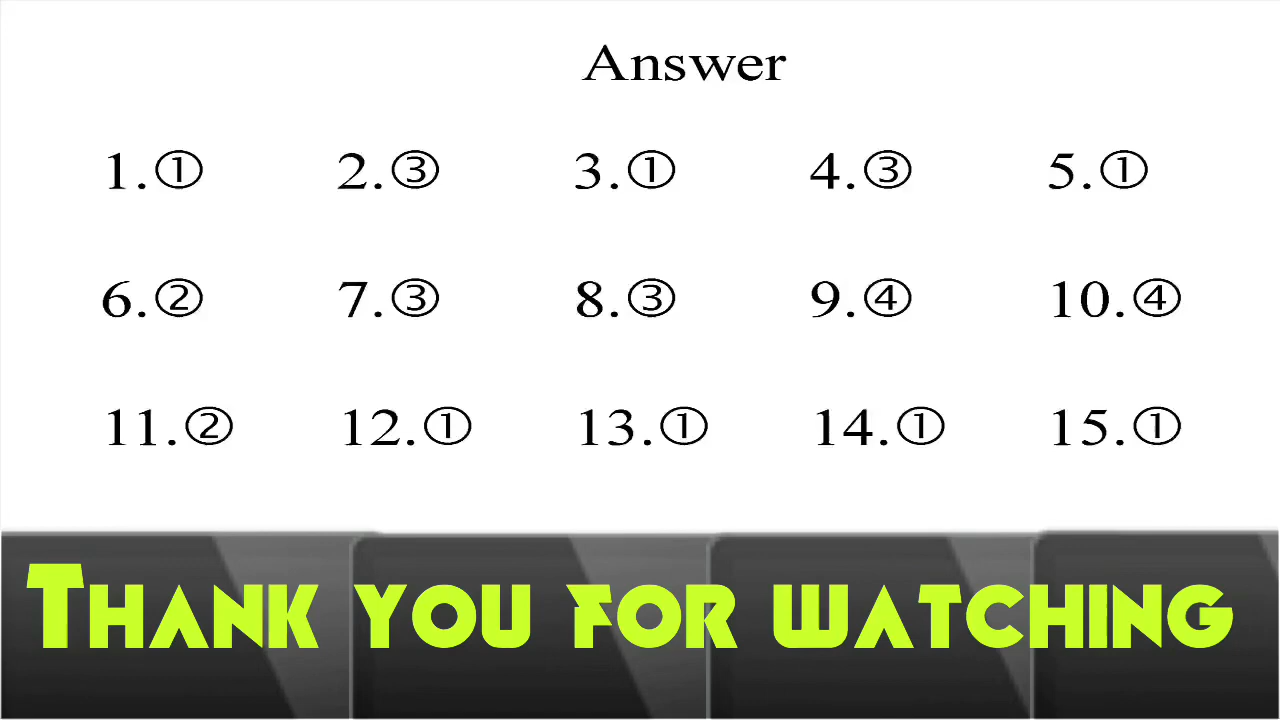 Answer
1.① 2.③ 3.① 4.③ 5.①
6.② 7.③ 8.③ 9.④ 10.④
11.② 12.① 13.① 14.① 15.①
Thank you for watching